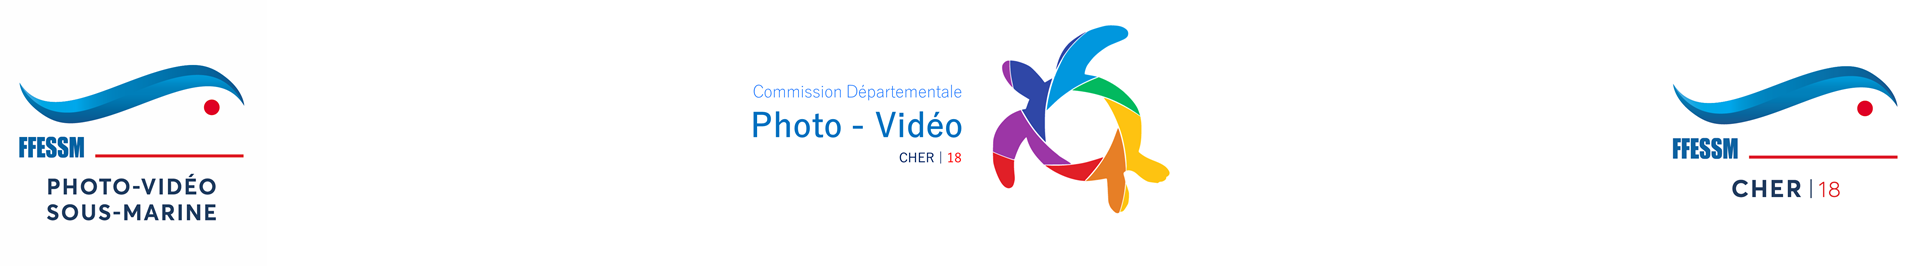 FFESSM
PHOTO-VIDÉO
SOUS-MARINE
Commission Départementale
Photo - Vidéo
CHER | 18
FFESSM
CHER | 18